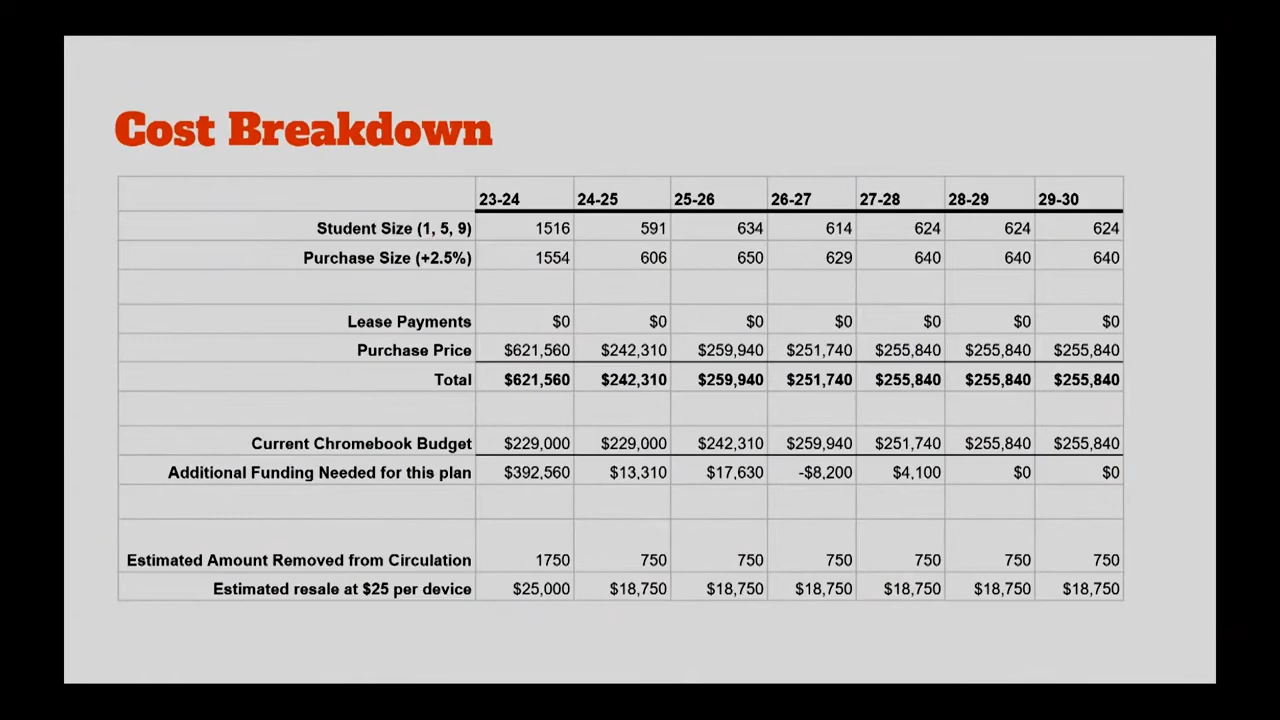 Cost Breakdown
23-24 24-25 25-26 26-27 27-28 28-29 29-30
Student Size (1, 5, 9) 1516 591 634 614 624 624 624
Purchase Size (+2.5%) 1554 606 650 629 640 640 640
Lease Payments $0 $0 $0 $0 $0 $0 $0
Purchase Price $621,560 $242,310 $259,940 $251,740 $255,840 $255,840 $255,840
Total $621,560 $242,310 $259,940 $251,740 $255,840 $255,840 $255,840
Current Chromebook Budget $229,000 $229,000 $242,310 $259,940 $251,740 $255,840 $255,840
Additional Funding Needed for this plan $392,560 $13,310 $17,630 -$8,200 $4,100 $0 $0
Estimated Amount Removed from Circulation 1750 750 750 750 750 750 750
Estimated resale at $25 per device $25,000 $18,750 $18,750 $18,750 $18,750 $18,750 $18,750